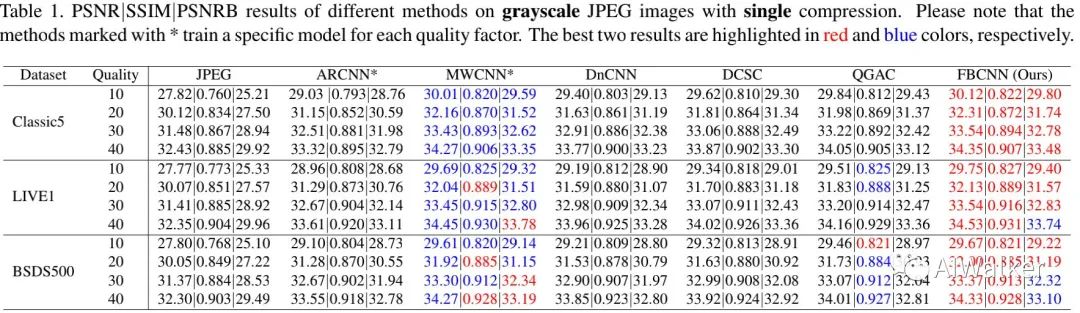 Table 1. PSNR|SSIM|PSNRB results of different methods on grayscale JPEG images with single compression. Please note that the
methods marked with * train a specific model for each quality factor. The best two results are highlighted in red and blue colors, respectively.
Dataset Quality JPEG ARCNN* MWCNN* DnCNN DCSC QGAC FBCNN (Ours)
Classic5
10 27.82|0.760|25.21 29.03 |0.793|28.76 30.01|0.820|29.59 29.40|0.803|29.13 29.62|0.810|29.30 29.84|0.812|29.43 30.12|0.822|29.80
20 30.12|0.834|27.50 31.15|0.852|30.59 32.16|0.870|31.52 31.63|0.861|31.19 31.81|0.864|31.34 31.98|0.869|31.37 32.31|0.872|31.74
30 31.48|0.867|28.94 32.51|0.881|31.98 33.43|0.893|32.62 32.91|0.886|32.38 33.06|0.888|32.49 33.22|0.892|32.42 33.54|0.894|32.78
40 32.43|0.885|29.92 33.32|0.895|32.79 34.27|0.906|33.35 33.77|0.900|33.23 33.87|0.902|33.30 34.05|0.905|33.12 34.35|0.907|33.48
LIVE1
10 27.77|0.773|25.33 28.96|0.808|28.68 29.69|0.825|29.32 29.19|0.812|28.90 29.34|0.818|29.01 29.51|0.825|29.13 29.75|0.827|29.40
20 30.07|0.851|27.57 31.29|0.873|30.76 32.04|0.889|31.51 31.59|0.880|31.07 31.70|0.883|31.18 31.83|0.888|31.25 32.13|0.889|31.57
30 31.41|0.885|28.92 32.67|0.904|32.14 33.45|0.915|32.80 32.98|0.909|32.34 33.07|0.911|32.43 33.20|0.914|32.47 33.54|0.916|32.83
40 32.35|0.904|29.96 33.61|0.920|33.11 34.45|0.930|33.78 33.96|0.925|33.28 34.02|0.926|33.36 34.16|0.929|33.36 34.53|0.931|33.74
BSDS500
10 27.80|0.768|25.10 29.10|0.804|28.73 29.61|0.820|29.14 29.21|0.809|28.80 29.32|0.813|28.91 29.46|0.821|28.97 29.67|0.821|29.22
20 30.05|0.849|27.22 31.28|0.870|30.55 31.92|0.885|31.15 31.53|0.878|30.79 31.63|0.880|30.92 31.73|0.884
30 31.37|0.884|28.53 32.67|0.902|31.94 33.30|0.912|32.34 32.90|0.907|31.97 32.99|0.908|32.08 33.07|0.912|32.04 33.37|0.913|32.32
40 32.30|0.903|29.49 33.55|0.918|32.78 34.27|0.928|33.19 33.85|0.923|32.80 33.92|0.924|32.92 34.01|0.927|32.81 34.33|0.928|33.10
AIWalker